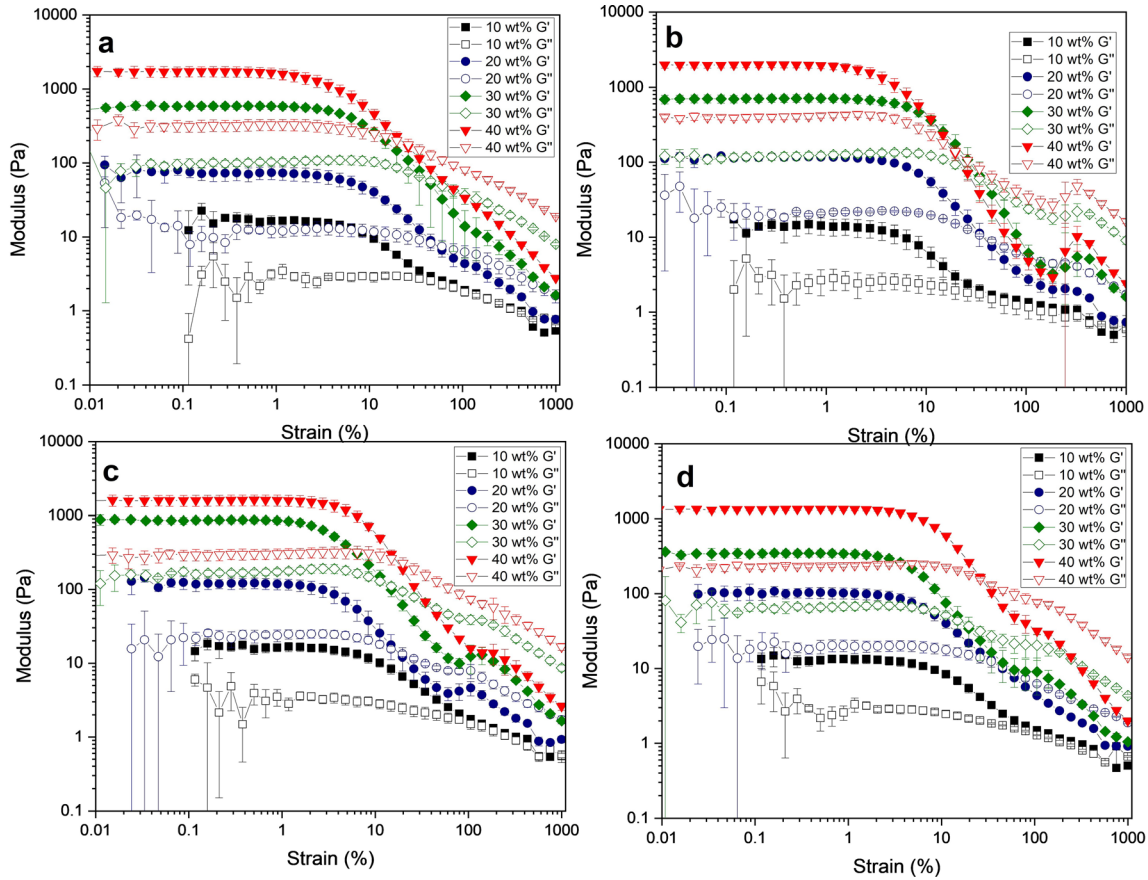 a
10000
1000
100
10
1
0.1
Modulus (Pa)
0.01
0.1
1
10
100
1000
Strain (%)
10 wt% G'
10 wt% G"
20 wt% G'
20 wt% G"
30 wt% G'
30 wt% G"
40 wt% G'
40 wt% G"
b
10000
1000
100
10
1
0.1
Modulus (Pa)
0.1
1
10
100
1000
Strain (%)
10 wt% G'
10 wt% G"
20 wt% G'
20 wt% G"
30 wt% G'
30 wt% G"
40 wt% G'
40 wt% G"
c
10000
1000
100
10
1
0.1
Modulus (Pa)
0.01
0.1
1
10
100
1000
Strain (%)
10 wt% G'
10 wt% G"
20 wt% G'
20 wt% G"
30 wt% G'
30 wt% G"
40 wt% G'
40 wt% G"
d
10000
1000
100
10
1
0.1
Modulus (Pa)
0.01
0.1
1
10
100
1000
Strain (%)
10 wt% G'
10 wt% G"
20 wt% G'
20 wt% G"
30 wt% G'
30 wt% G"
40 wt% G'
40 wt% G"